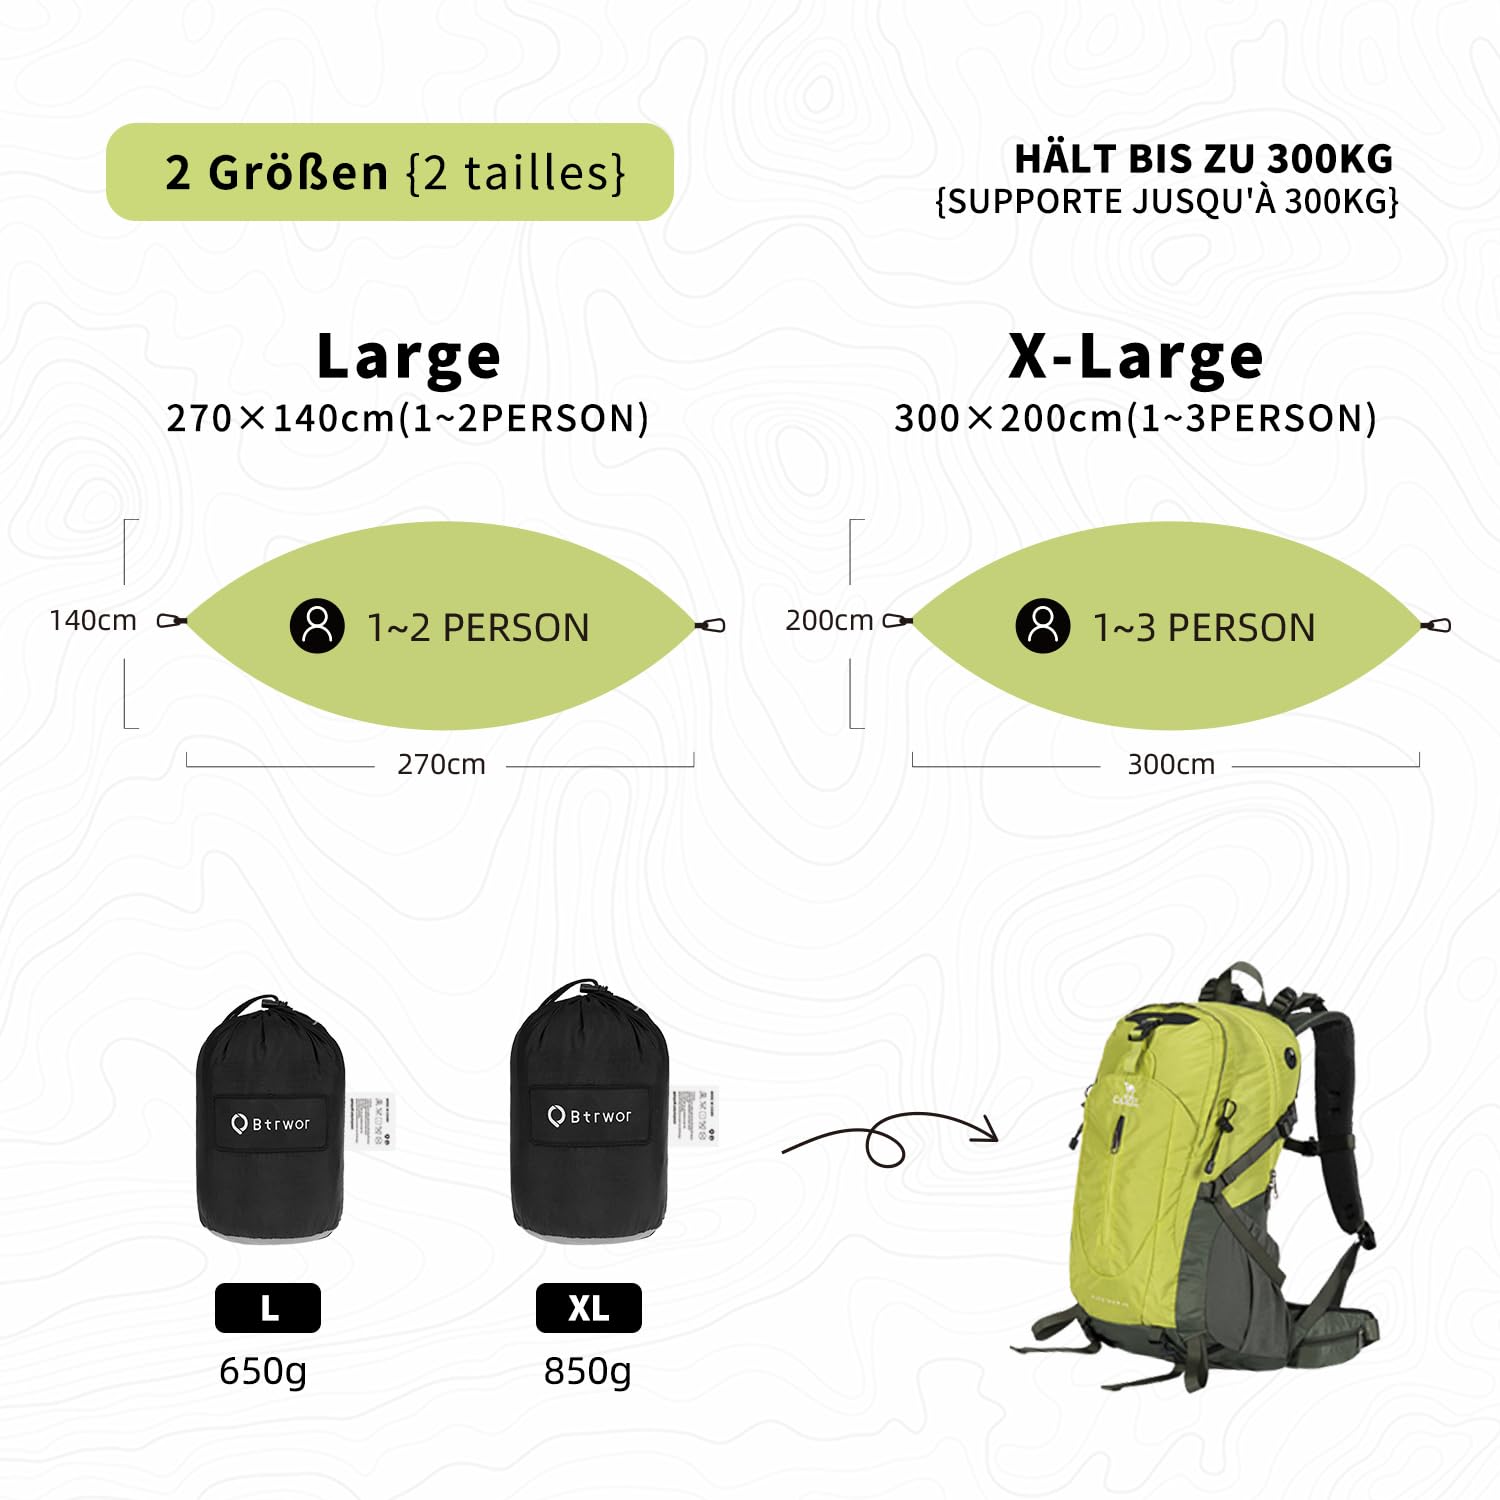 2 Größen {2 tailles}
HÄLT BIS ZU 300KG
{SUPPORTE JUSQU'À 300KG}
Large
270×140cm(1~2PERSON)
X-Large
300×200cm(1~3PERSON)
140cm
1~2 PERSON
270cm
200cm
1~3 PERSON
300cm
Btrwor
Btrwor
L
650g
XL
850g